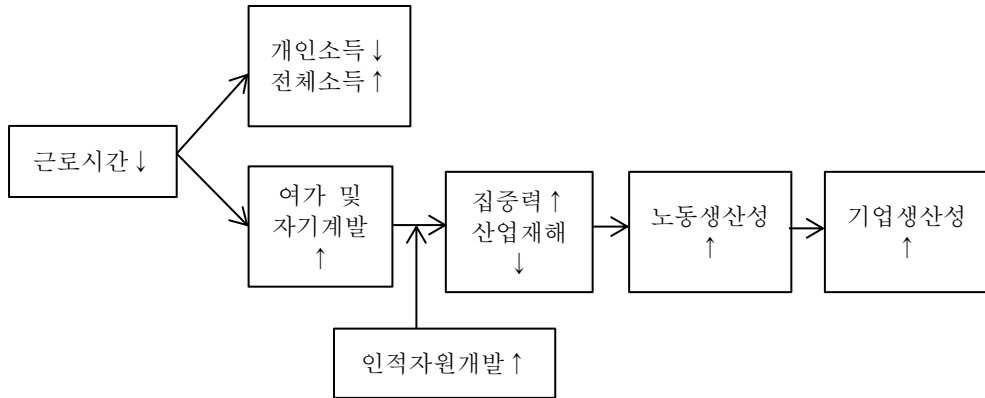 개인소득↓
전체소득↑
근로시간↓
여가 및
자기계발
↑
집중력↑
산업재해
↓
노동생산성
↑
기업생산성
↑
인적자원개발↑